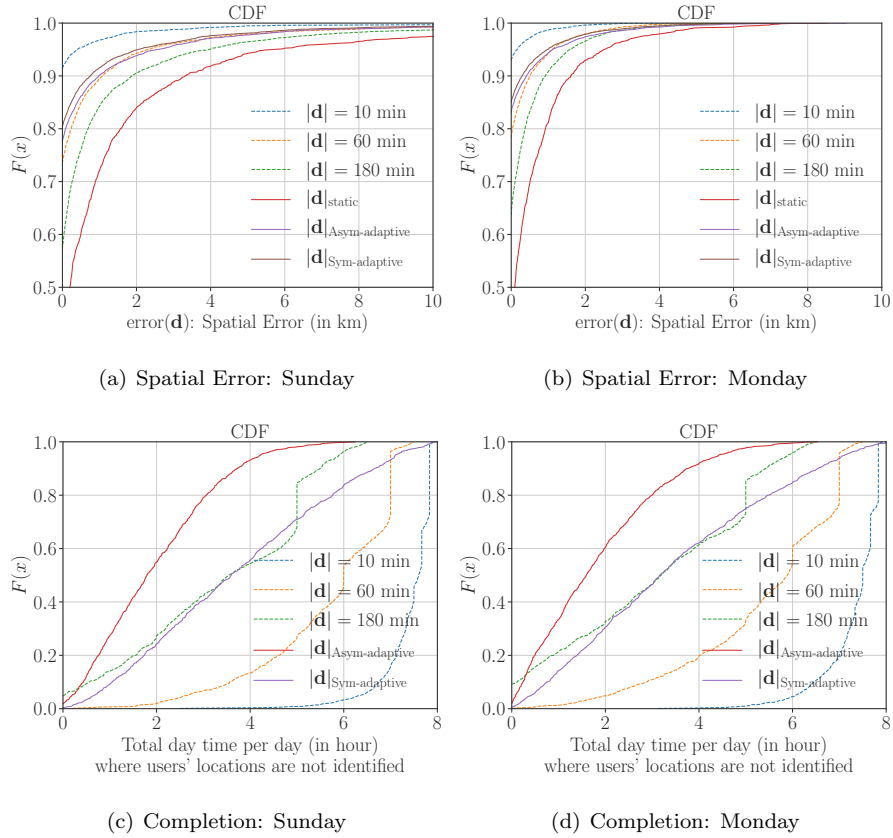 CDF
1.0
0.9
0.8
0.7
0.6
0.5
F(x)
|d| = 10 min
|d| = 60 min
|d| = 180 min
|d|static
|d|Asym-adaptive
|d|Sym-adaptive
0 2 4 6 8 10
error(d): Spatial Error (in km)
(a) Spatial Error: Sunday
CDF
1.0
0.9
0.8
0.7
0.6
0.5
F(x)
|d| = 10 min
|d| = 60 min
|d| = 180 min
|d|static
|d|Asym-adaptive
|d|Sym-adaptive
0 2 4 6 8 10
error(d): Spatial Error (in km)
(b) Spatial Error: Monday
CDF
1.0
0.8
0.6
0.4
0.2
0.0
F(x)
|d| = 10 min
|d| = 60 min
|d| = 180 min
|d|Asym-adaptive
|d|Sym-adaptive
0 2 4 6 8
Total day time per day (in hour)
where users' locations are not identified
(c) Completion: Sunday
CDF
1.0
0.8
0.6
0.4
0.2
0.0
F(x)
|d| = 10 min
|d| = 60 min
|d| = 180 min
|d|Asym-adaptive
|d|Sym-adaptive
0 2 4 6 8
Total day time per day (in hour)
where users' locations are not identified
(d) Completion: Monday